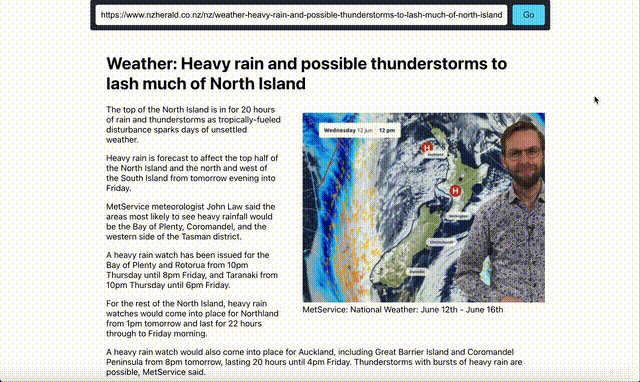 https://www.nzherald.co.nz/nz/weather-heavy-rain-and-possible-thunderstorms-to-lash-much-of-north-island
Go
Weather: Heavy rain and possible thunderstorms to
lash much of North Island
The top of the North Island is in for 20 hours
of rain and thunderstorms as tropically-fueled
disturbance sparks days of unsettled
weather.
Heavy rain is forecast to affect the top half of
the North Island and the north and west of
the South Island from tomorrow evening into
Friday.
MetService meteorologist John Law said the
areas most likely to see heavy rainfall would
be the Bay of Plenty, Coromandel, and the
western side of the Tasman district.
A heavy rain watch has been issued for the
Bay of Plenty and Rotorua from 10pm
Thursday until 8pm Friday, and Taranaki from
10pm Thursday until 6pm Friday.
For the rest of the North Island, heavy rain
watches would come into place for Northland
from 1pm tomorrow and last for 22 hours
through to Friday morning.
Wednesday 12 jun 12 pm
H
Auckland
H
Wellington
Christchurch
Dunedin
MetService: National Weather: June 12th - June 16th
A heavy rain watch would also come into place for Auckland, including Great Barrier Island and Coromandel
Peninsula from 8pm tomorrow, lasting 20 hours until 4pm Friday. Thunderstorms with bursts of heavy rain are
possible, MetService said.